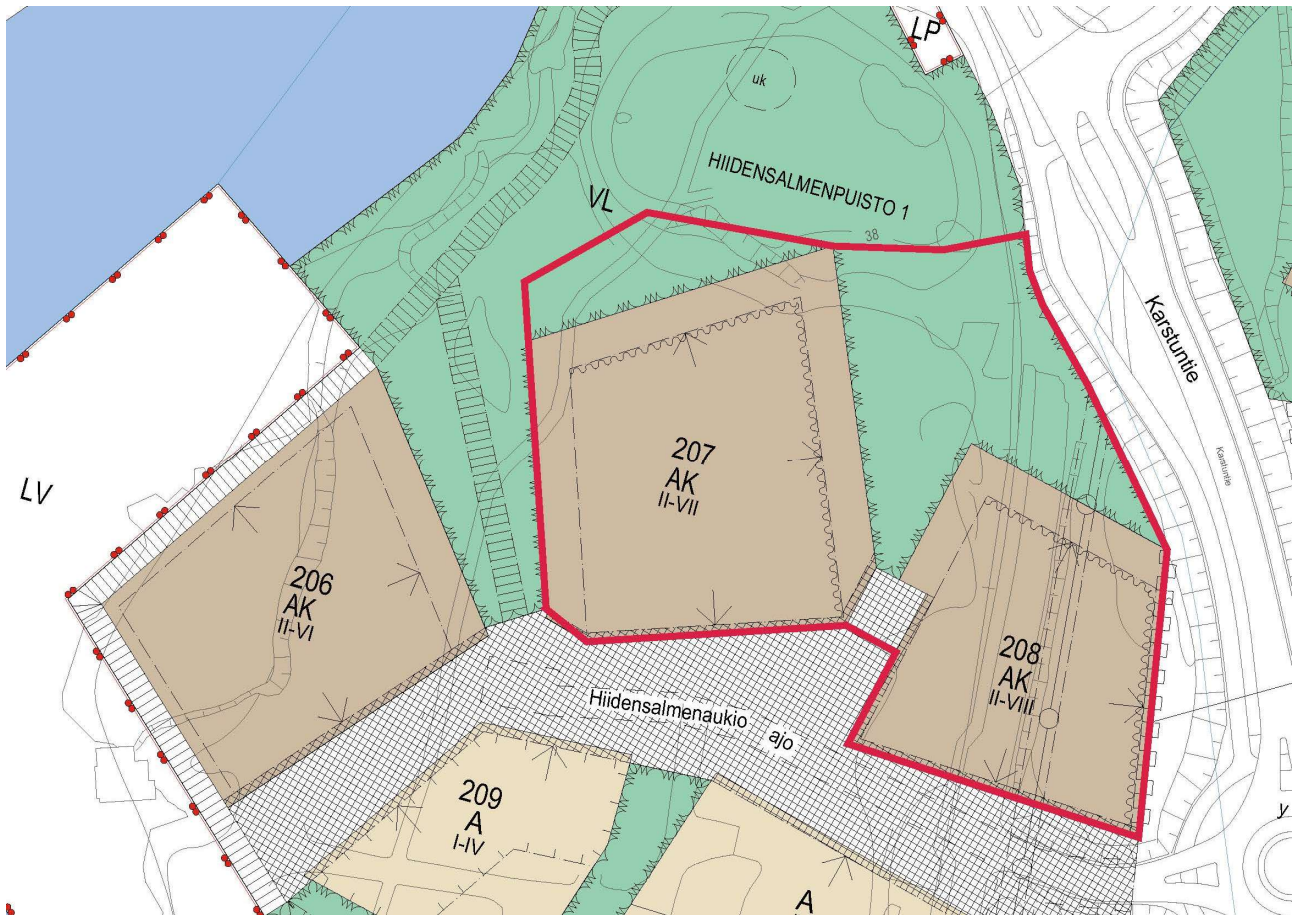 LP
uk
HIIDENSALMENPUISTO 1
VL
38
Karstuntie
Karstuntie
207
AK
II-VII
LV
206
AK
II-VI
208
AK
II-VIII
Hiidensalmenaukio
ajo
209
A
I-IV
y
A